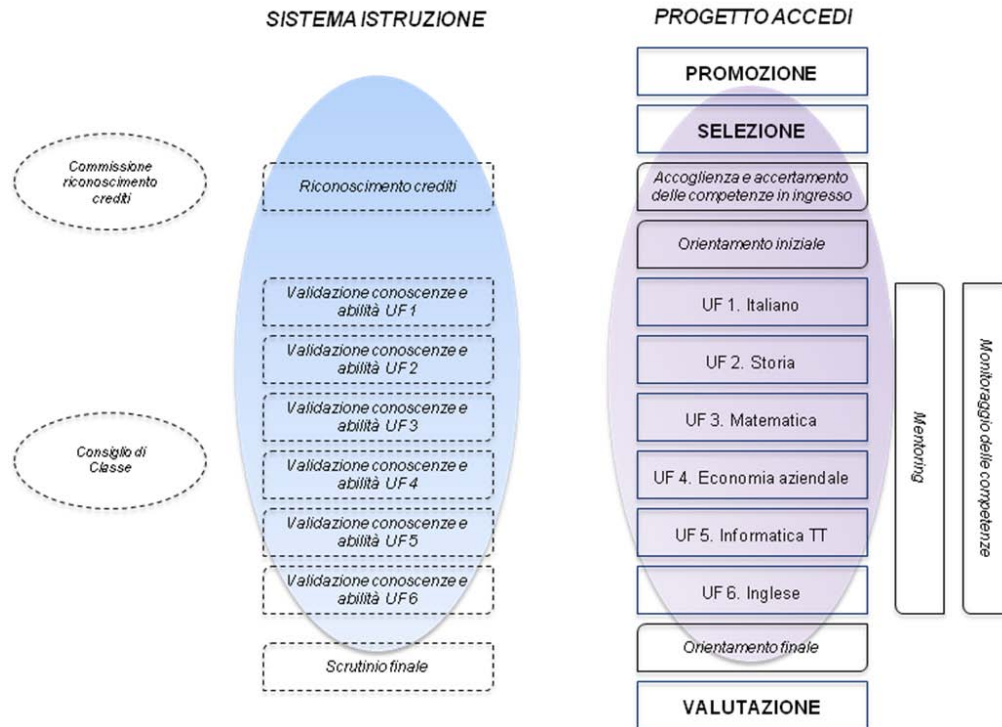 SISTEMA ISTRUZIONE
PROGETTO ACCEDI
PROMOZIONE
SELEZIONE
Commissione
riconoscimento
crediti
Riconoscimento crediti
Accoglienza e accertamento
delle competenze in ingresso
Orientamento iniziale
Validazione conoscenze e
abilità UF1
UF 1. Italiano
Validazione conoscenze e
abilità UF2
UF 2. Storia
Validazione conoscenze e
abilità UF3
UF 3. Matematica
Consiglio di
Classe
Validazione conoscenze e
abilità UF4
UF 4. Economia aziendale
Validazione conoscenze e
abilità UF5
UF 5. Informatica TT
Validazione conoscenze e
abilità UF6
UF 6. Inglese
Mentoring
Monitoraggio delle competenze
Scrutinio finale
Orientamento finale
VALUTAZIONE